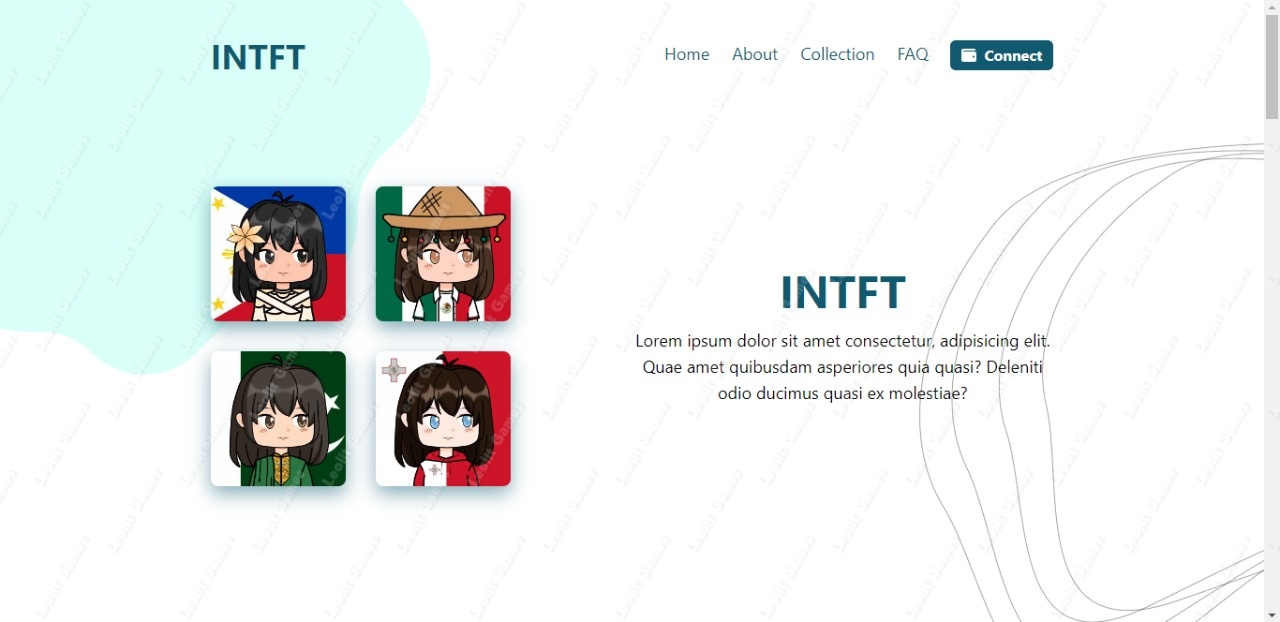 INTFT
Home
About
Collection
FAQ
Connect
INTFT
Lorem ipsum dolor sit amet consectetur, adipisicing elit.
Quae amet quibusdam asperiores quia quasi? Deleniti
odio ducimus quasi ex molestiae?